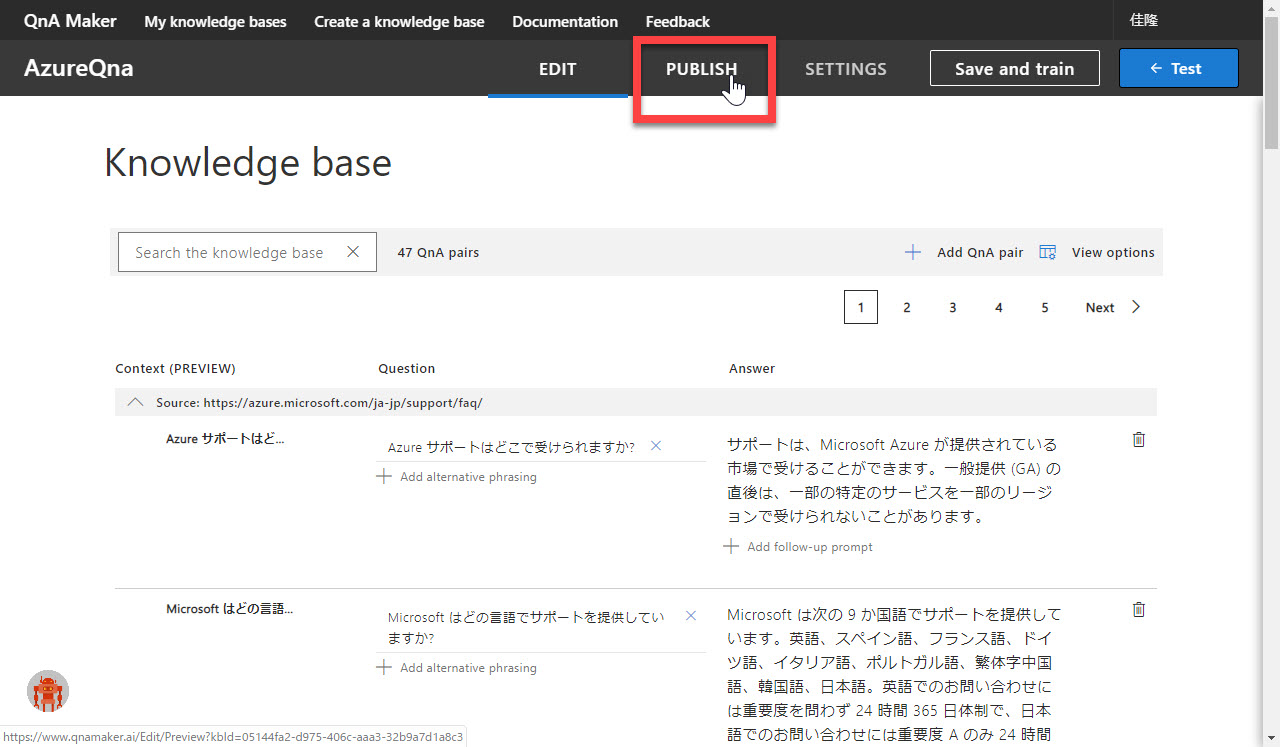 QnA Maker My knowledge bases Create a knowledge base Documentation Feedback 佳隆
AzureQna EDIT PUBLISH SETTINGS Save and train ← Test
Knowledge base
Search the knowledge base 47 QnA pairs Add QnA pair View options
1 2 3 4 5 Next
Context (PREVIEW) Question Answer
Source: https://azure.microsoft.com/ja-jp/support/faq/
Azure サポートはど...
Azure サポートはどこで受けられますか?
Add alternative phrasing
サポートは、Microsoft Azure が提供されている
市場で受けることができます。一般提供 (GA) の
直後は、一部の特定のサービスを一部のリージ
ョンで受けられないことがあります。
Add follow-up prompt
Microsoft はどの言語...
Microsoft はどの言語でサポートを提供してい
ますか?
Add alternative phrasing
Microsoft は次の 9 か国語でサポートを提供して
います。英語、スペイン語、フランス語、ドイ
ツ語、イタリア語、ポルトガル語、繁体字中国
語、韓国語、日本語。英語でのお問い合わせに
は重要度を問わず 24 時間 365 日体制で、日本
語でのお問い合わせには重要度 A のみ 24 時間
https://www.qnamaker.ai/Edit/Preview?kbId=05144fa2-d975-406c-aaa3-32b9a7d1a8c3